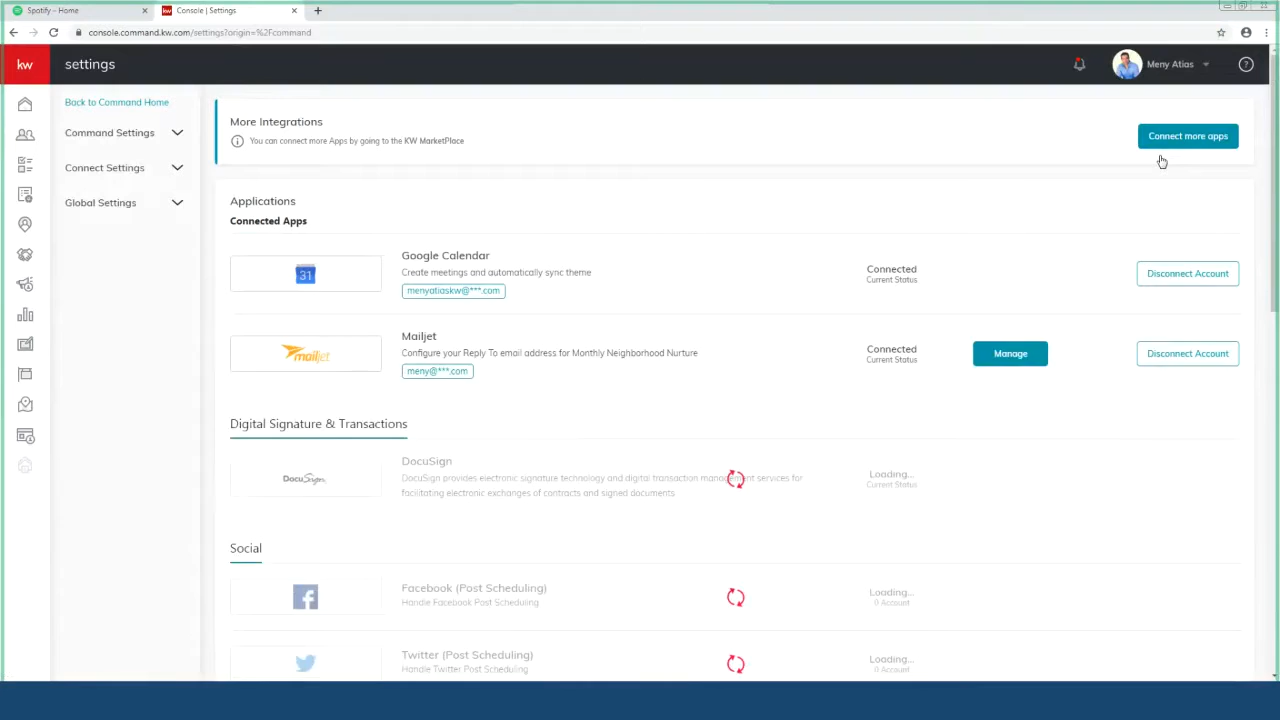 Spotify – Home
Console | Settings
console.command.kw.com/settings?origin=%2Fcommand
kw
settings
Meny Atias
Back to Command Home
Command Settings
Connect Settings
Global Settings
More Integrations
You can connect more Apps by going to the KW MarketPlace
Connect more apps
Applications
Connected Apps
31
Google Calendar
Create meetings and automatically sync theme
menyatiaskw@***.com
Connected
Current Status
Disconnect Account
mailjet
Mailjet
Configure your Reply To email address for Monthly Neighborhood Nurture
meny@***.com
Connected
Current Status
Manage
Disconnect Account
Digital Signature & Transactions
DocuSign
DocuSign
DocuSign provides electronic signature technology and digital transaction management services for
facilitating electronic exchanges of contracts and signed documents
Loading...
Current Status
Social
Facebook (Post Scheduling)
Handle Facebook Post Scheduling
Loading...
0 Account
Twitter (Post Scheduling)
Handle Twitter Post Scheduling
Loading...
0 Account